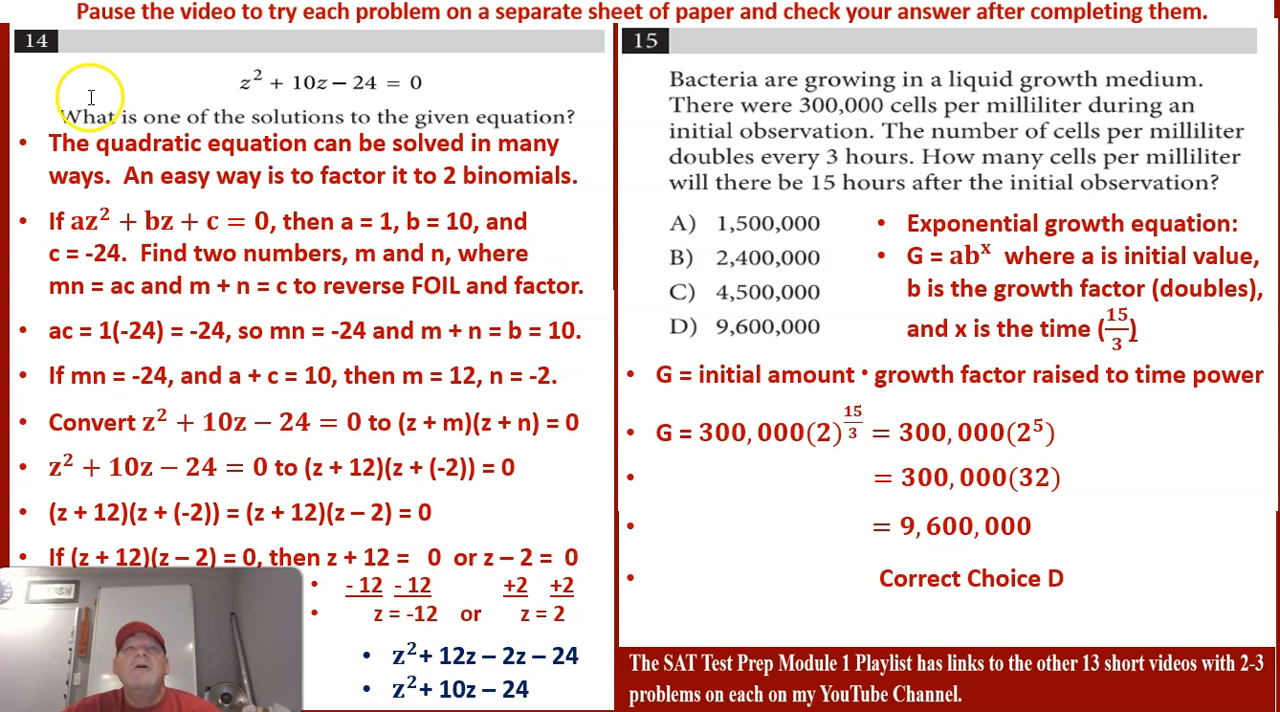 Pause the video to try each problem on a separate sheet of paper and check your answer after completing them.
14
z² + 10z – 24 = 0
What is one of the solutions to the given equation?
• The quadratic equation can be solved in many
ways. An easy way is to factor it to 2 binomials.
• If az² + bz + c = 0, then a = 1, b = 10, and
c = -24. Find two numbers, m and n, where
mn = ac and m + n = c to reverse FOIL and factor.
• ac = 1(-24) = -24, so mn = -24 and m + n = b = 10.
• If mn = -24, and a + c = 10, then m = 12, n = -2.
• Convert z² + 10z – 24 = 0 to (z + m)(z + n) = 0
• z² + 10z – 24 = 0 to (z + 12)(z + (-2)) = 0
• (z + 12)(z + (-2)) = (z + 12)(z – 2) = 0
• If (z + 12)(z – 2) = 0, then z + 12 = 0 or z – 2 = 0
• - 12 - 12 +2 +2
• z = -12 or z = 2
• z² + 12z – 2z – 24
• z² + 10z – 24
15
Bacteria are growing in a liquid growth medium.
There were 300,000 cells per milliliter during an
initial observation. The number of cells per milliliter
doubles every 3 hours. How many cells per milliliter
will there be 15 hours after the initial observation?
A) 1,500,000
B) 2,400,000
C) 4,500,000
D) 9,600,000
• Exponential growth equation:
• G = abˣ where a is initial value,
b is the growth factor (doubles),
and x is the time (15/3)
• G = initial amount · growth factor raised to time power
• G = 300,000(2)^(15/3) = 300,000(2⁵)
• = 300,000(32)
• = 9,600,000
• Correct Choice D
The SAT Test Prep Module 1 Playlist has links to the other 13 short videos with 2-3
problems on each on my YouTube Channel.